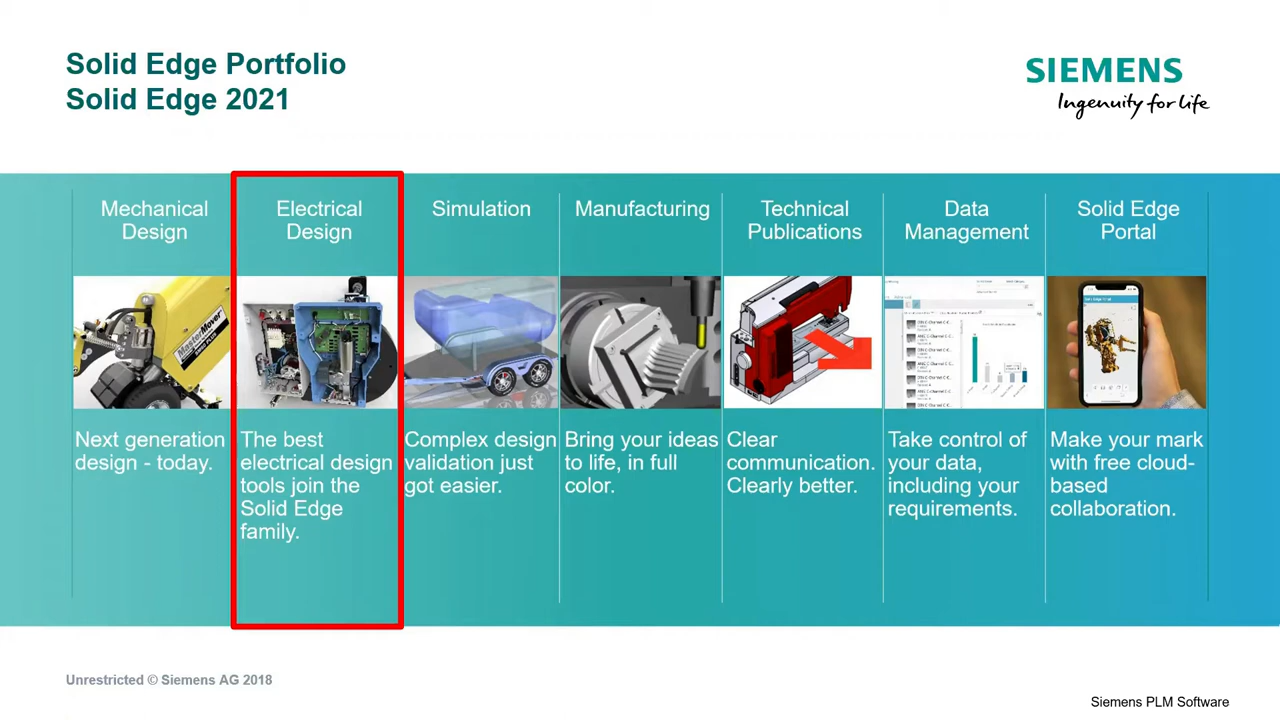 Solid Edge Portfolio
Solid Edge 2021
SIEMENS
Ingenuity for life
Mechanical
Design
Next generation
design - today.
Electrical
Design
The best
electrical design
tools join the
Solid Edge
family.
Simulation
Complex design
validation just
got easier.
Manufacturing
Bring your ideas
to life, in full
color.
Technical
Publications
Clear
communication.
Clearly better.
Data
Management
Take control of
your data,
including your
requirements.
Solid Edge
Portal
Make your mark
with free cloud-
based
collaboration.
MasterMover
Unrestricted © Siemens AG 2018
Siemens PLM Software